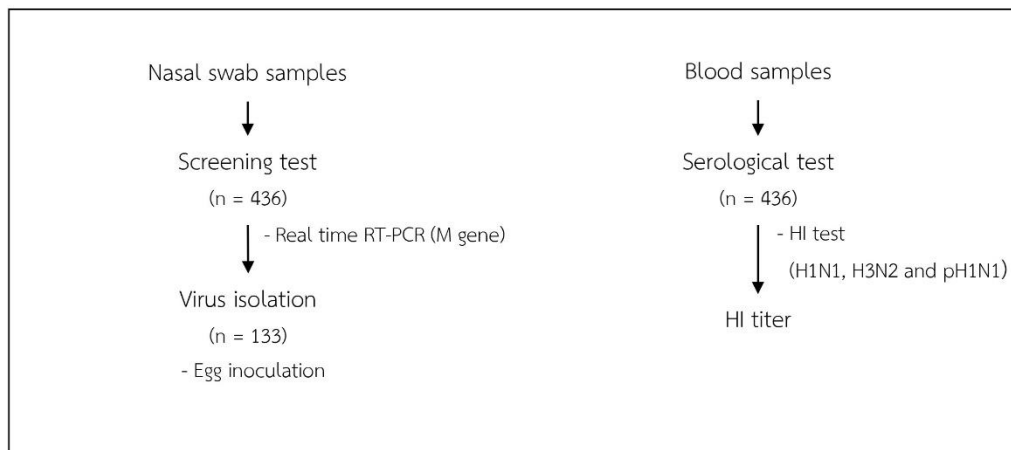 Nasal swab samples
Screening test
(n = 436)
- Real time RT-PCR (M gene)
Virus isolation
(n = 133)
- Egg inoculation
Blood samples
Serological test
(n = 436)
- HI test
(H1N1, H3N2 and pH1N1)
HI titer